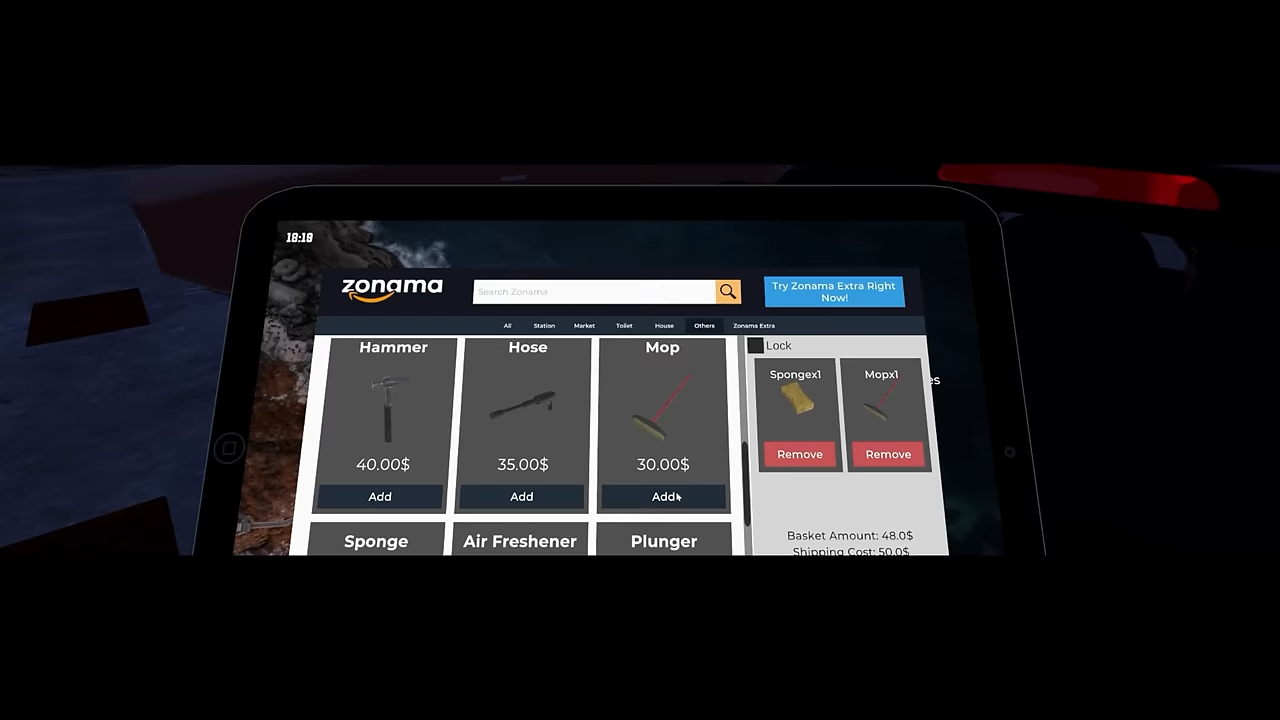 18:19
zonama
Search Zonama
Try Zonama Extra Right
Now!
All Station Market Toilet House Others Zonama Extra
Hammer Hose Mop
Lock
Spongex1 Mopx1
es
40.00$ 35.00$ 30.00$
Remove Remove
Add Add Add
Sponge Air Freshener Plunger
Basket Amount: 48.0$
Shipping Cost: 50.0$